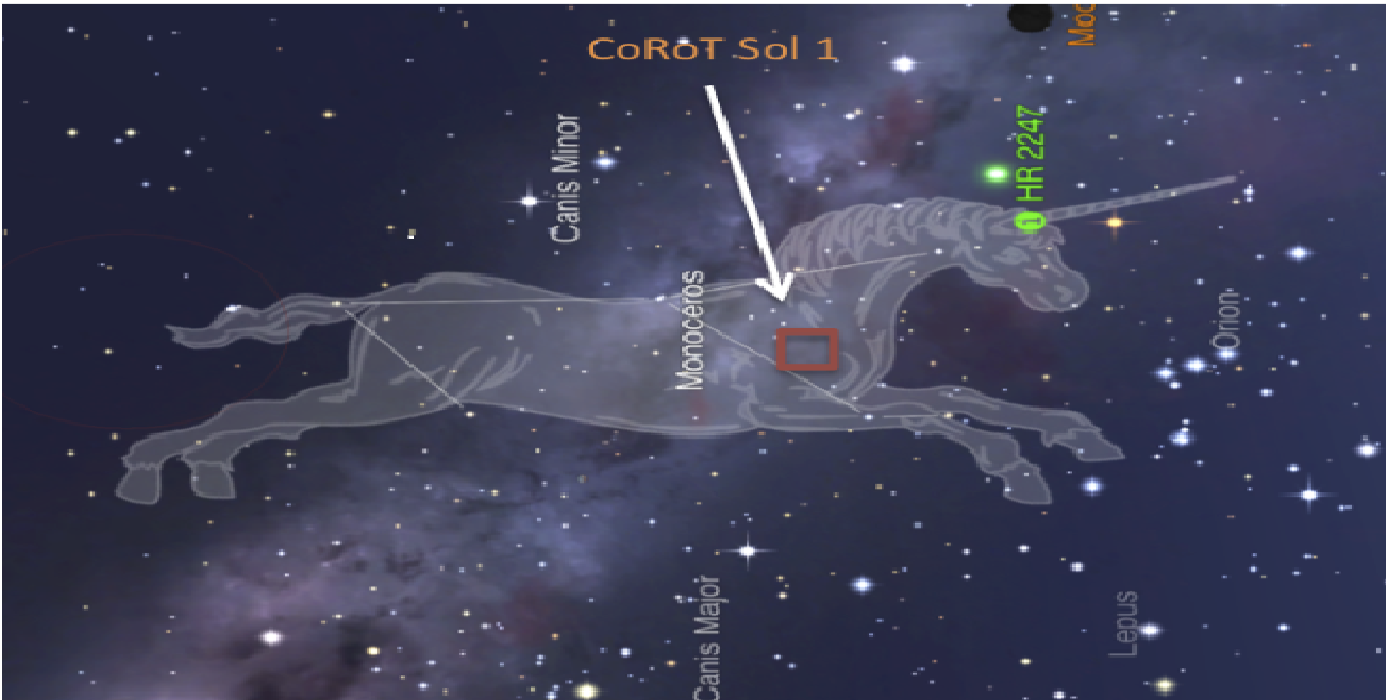 CoRoT Sol 1
HR 2247
Canis Minor
Monoceros
Orion
Canis Major
Lepus